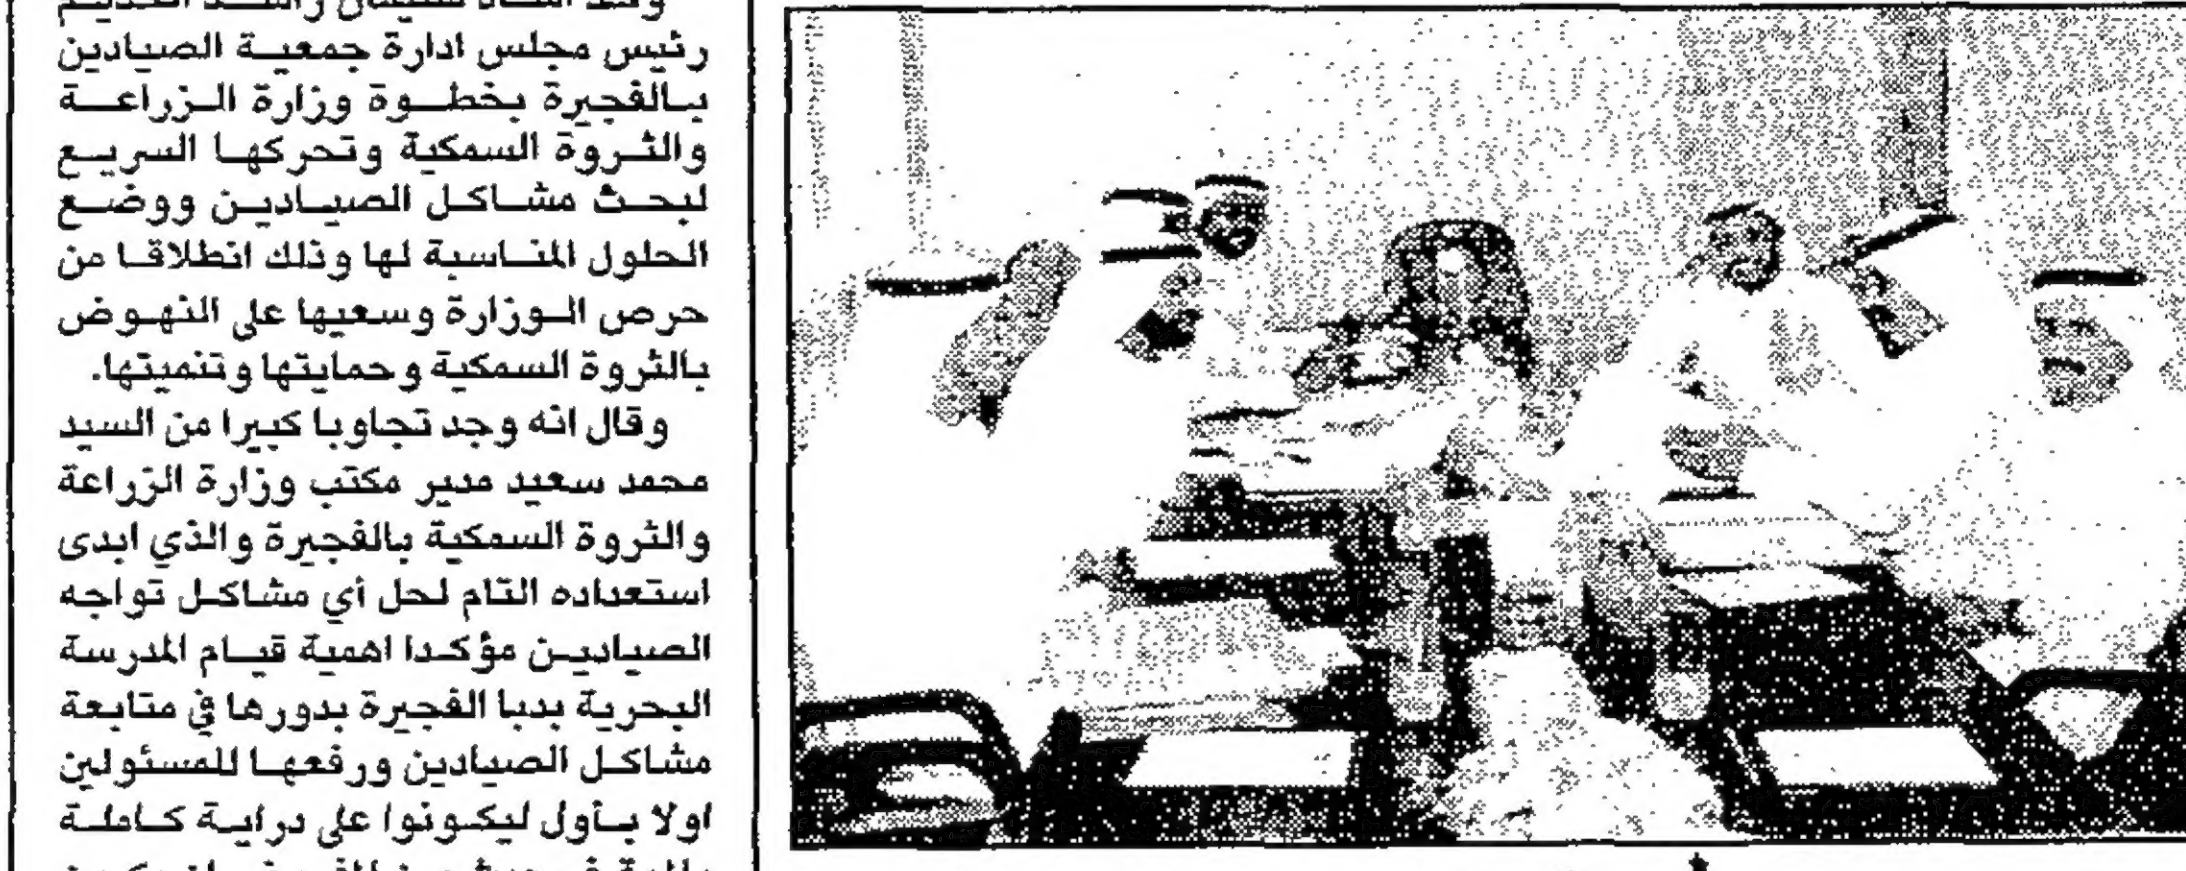 وقد اشاد سليمان راشد
رئيس مجلس ادارة جمعية الصيادين
بالفجيرة بخطوة وزارة الزراعة
والثروة السمكية وتحركها السريع
لبحث مشاكل الصيادين ووضع
الحلول المناسبة لها وذلك انطلاقا من
حرص الوزارة وسعيها على النهوض
بالثروة السمكية وحمايتها وتنميتها.
وقال انه وجد تجاوبا كبيرا من السيد
محمد سعيد مدير مكتب وزارة الزراعة
والثروة السمكية بالفجيرة والذي ابدى
استعداده التام لحل أي مشاكل تواجه
الصيادين مؤكدا اهمية قيام المدرسة
البحرية بدبا الفجيرة بدورها في متابعة
مشاكل الصيادين ورفعها للمسئولين
اولا بأول ليكونوا على دراية كاملة